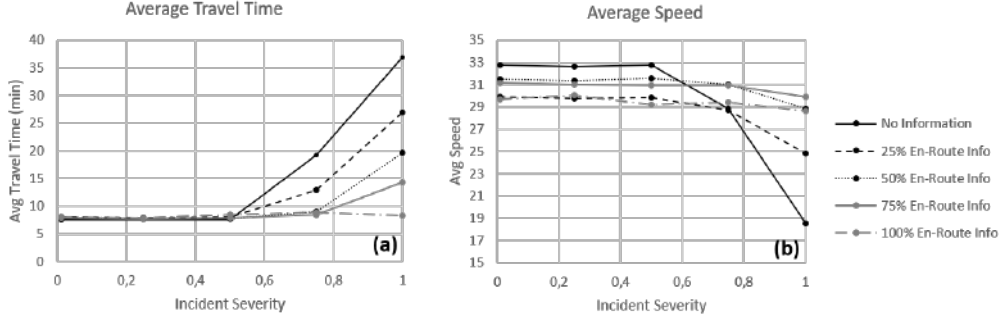 Average Travel Time
40
35
30
25
20
15
10
5
0
Avg Travel Time (min)
0 0,2 0,4 0,6 0,8 1
Incident Severity
(a)
Average Speed
35
33
31
29
27
25
23
21
19
17
15
Avg Speed
0 0,2 0,4 0,6 0,8 1
Incident Severity
(b)
No Information
25% En-Route Info
50% En-Route Info
75% En-Route Info
100% En-Route Info